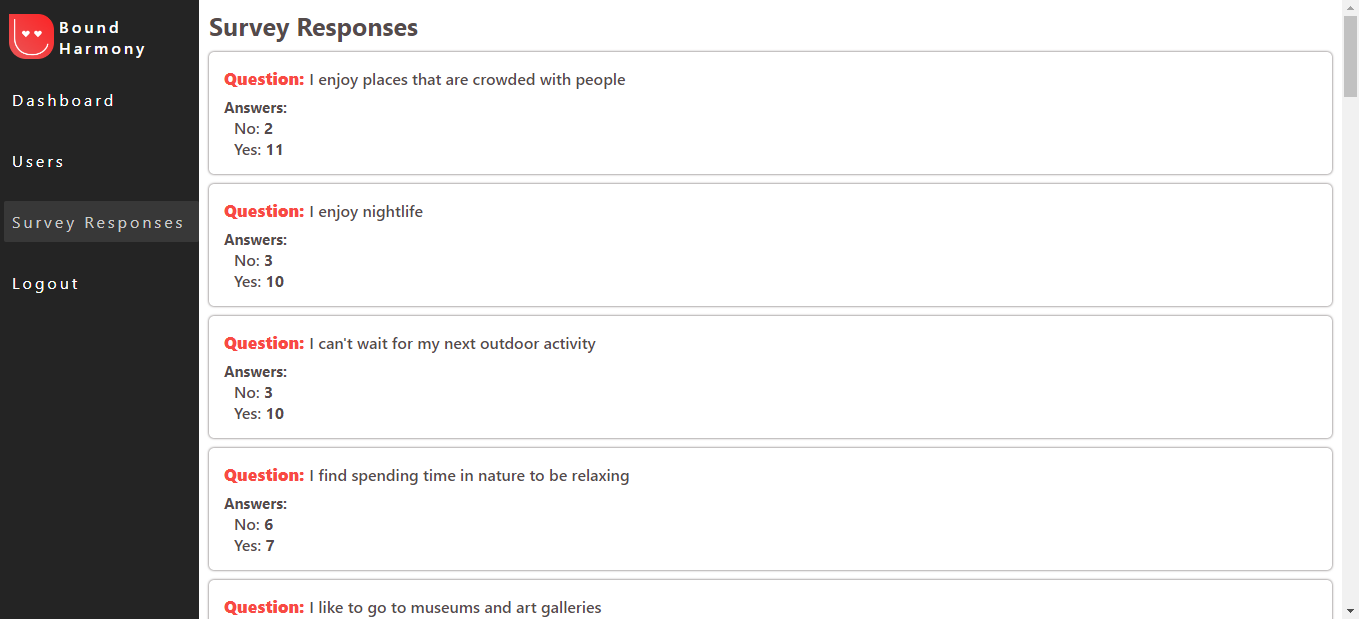 Bound
Harmony
Dashboard
Users
Survey Responses
Logout
Survey Responses
Question: I enjoy places that are crowded with people
Answers:
No: 2
Yes: 11
Question: I enjoy nightlife
Answers:
No: 3
Yes: 10
Question: I can't wait for my next outdoor activity
Answers:
No: 3
Yes: 10
Question: I find spending time in nature to be relaxing
Answers:
No: 6
Yes: 7
Question: I like to go to museums and art galleries